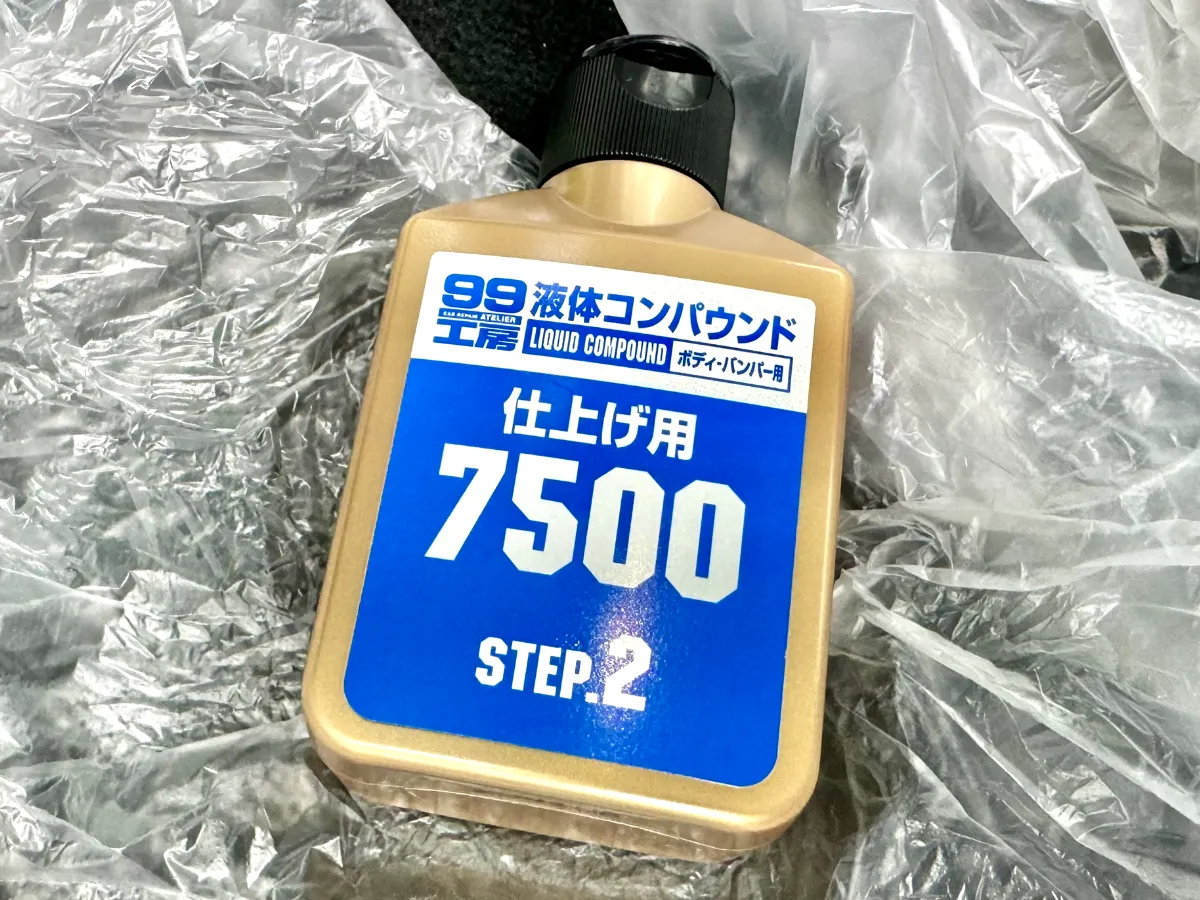 99
CAR REPAIR ATELIER
工房
液体コンパウンド
LIQUID COMPOUND
ボディ・バンパー用
仕上げ用
7500
STEP.2